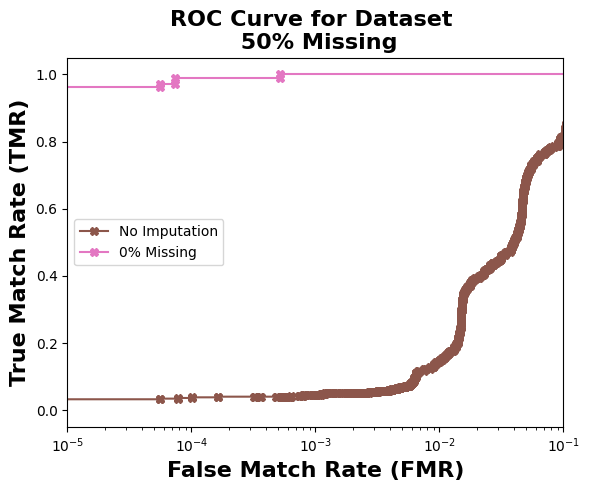 ROC Curve for Dataset
50% Missing
True Match Rate (TMR)
1.0
0.8
0.6
0.4
0.2
0.0
No Imputation
0% Missing
10⁻⁵
10⁻⁴
10⁻³
10⁻²
10⁻¹
False Match Rate (FMR)